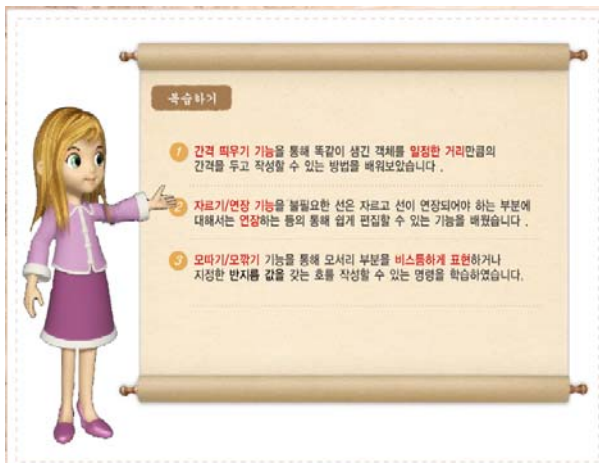 복습하기
1 간격 띄우기 기능을 통해 똑같이 생긴 객체를 일정한 거리만큼의
간격을 두고 작성할 수 있는 방법을 배워보았습니다 .
2 자르기/연장 기능을 불필요한 선은 자르고 선이 연장되어야 하는 부분에
대해서는 연장하는 등의 통해 쉽게 편집할 수 있는 기능을 배웠습니다 .
3 모따기/모깎기 기능을 통해 모서리 부분을 비스듬하게 표현하거나
지정한 반지름 값을 갖는 호를 작성할 수 있는 명령을 학습하였습니다.